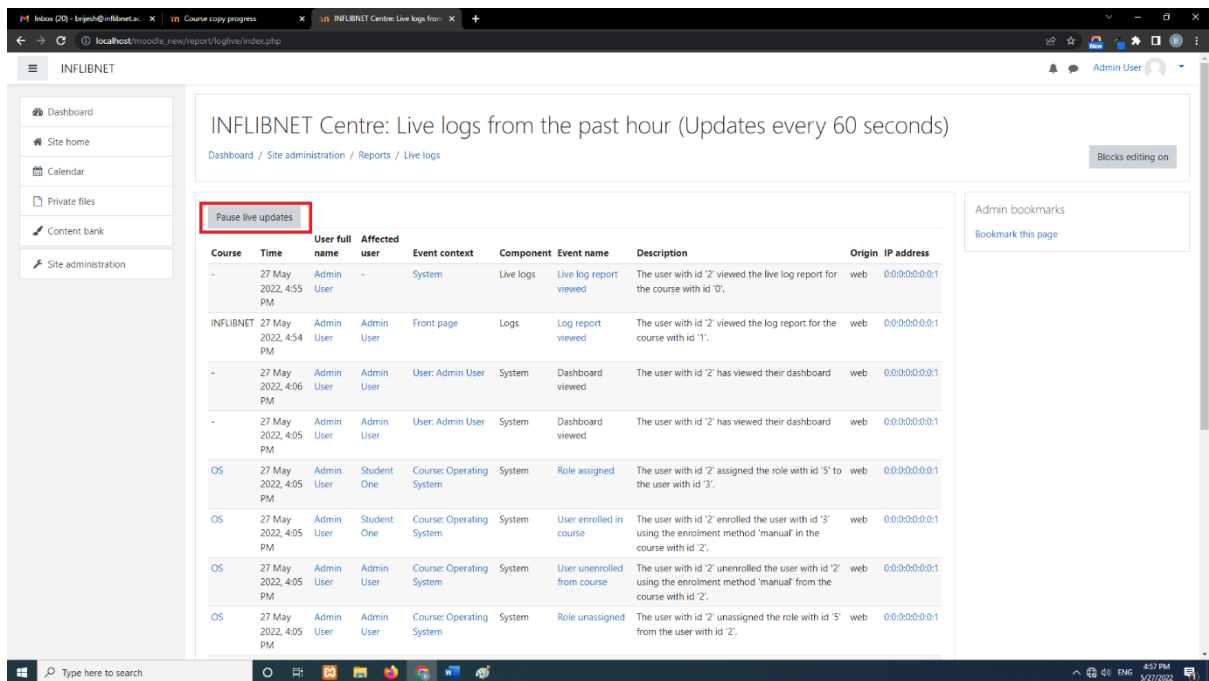 Inbox (20) - brijesh@inflibnet.ac.
Course copy progress
INFLIBNET Centre: Live logs from
localhost/moodle_new/report/loglive/index.php
New
B
INFLIBNET
Admin User
Dashboard
Site home
Calendar
Private files
Content bank
Site administration
INFLIBNET Centre: Live logs from the past hour (Updates every 60 seconds)
Dashboard / Site administration / Reports / Live logs
Blocks editing on
Pause live updates
Admin bookmarks
Bookmark this page
User full Affected
Course Time name user Event context Component Event name Description Origin IP address
- 27 May Admin - System Live logs Live log report The user with id '2' viewed the live log report for web 0:0:0:0:0:0:0:1
2022, 4:55 User viewed the course with id '0'.
PM
INFLIBNET 27 May Admin Admin Front page Logs Log report The user with id '2' viewed the log report for the web 0:0:0:0:0:0:0:1
2022, 4:54 User User viewed course with id '1'.
PM
- 27 May Admin Admin User: Admin User System Dashboard The user with id '2' has viewed their dashboard web 0:0:0:0:0:0:0:1
2022, 4:06 User User viewed
PM
- 27 May Admin Admin User: Admin User System Dashboard The user with id '2' has viewed their dashboard web 0:0:0:0:0:0:0:1
2022, 4:05 User User viewed
PM
OS 27 May Admin Student Course: Operating System Role assigned The user with id '2' assigned the role with id '5' to web 0:0:0:0:0:0:0:1
2022, 4:05 User One System the user with id '3'.
PM
OS 27 May Admin Student Course: Operating System User enrolled in The user with id '2' enrolled the user with id '3' web 0:0:0:0:0:0:0:1
2022, 4:05 User One System course using the enrolment method 'manual' in the
PM course with id '2'.
OS 27 May Admin Admin Course: Operating System User unenrolled The user with id '2' unenrolled the user with id '2' web 0:0:0:0:0:0:0:1
2022, 4:05 User User System from course using the enrolment method 'manual' from the
PM course with id '2'.
OS 27 May Admin Admin Course: Operating System Role unassigned The user with id '2' unassigned the role with id '5' web 0:0:0:0:0:0:0:1
2022, 4:05 User User System from the user with id '2'.
PM
Type here to search
ENG
4:57 PM
5/27/2022